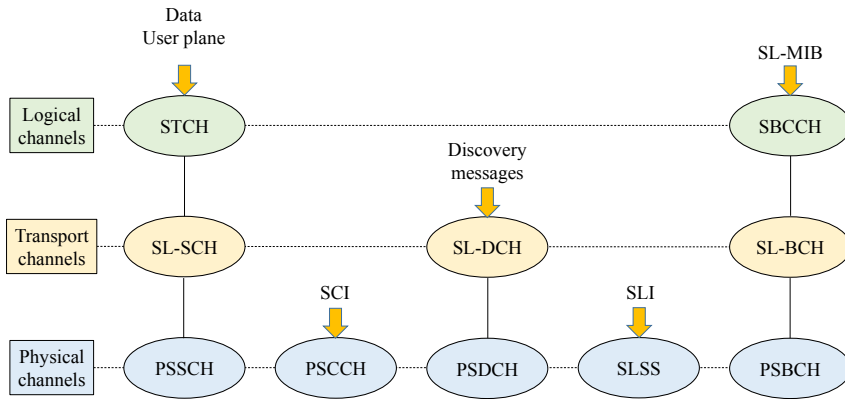 Data
User plane
SL-MIB
Logical
channels
STCH
SBCCH
Discovery
messages
Transport
channels
SL-SCH
SL-DCH
SL-BCH
SCI
SLI
Physical
channels
PSSCH
PSCCH
PSDCH
SLSS
PSBCH